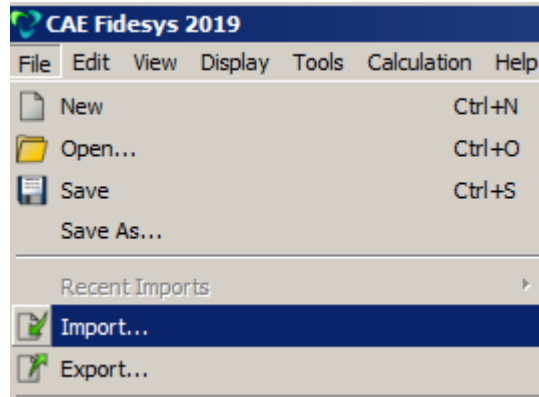 CAE Fidesys 2019
File Edit View Display Tools Calculation Help
New Ctrl+N
Open... Ctrl+O
Save Ctrl+S
Save As...
Recent Imports
Import...
Export...